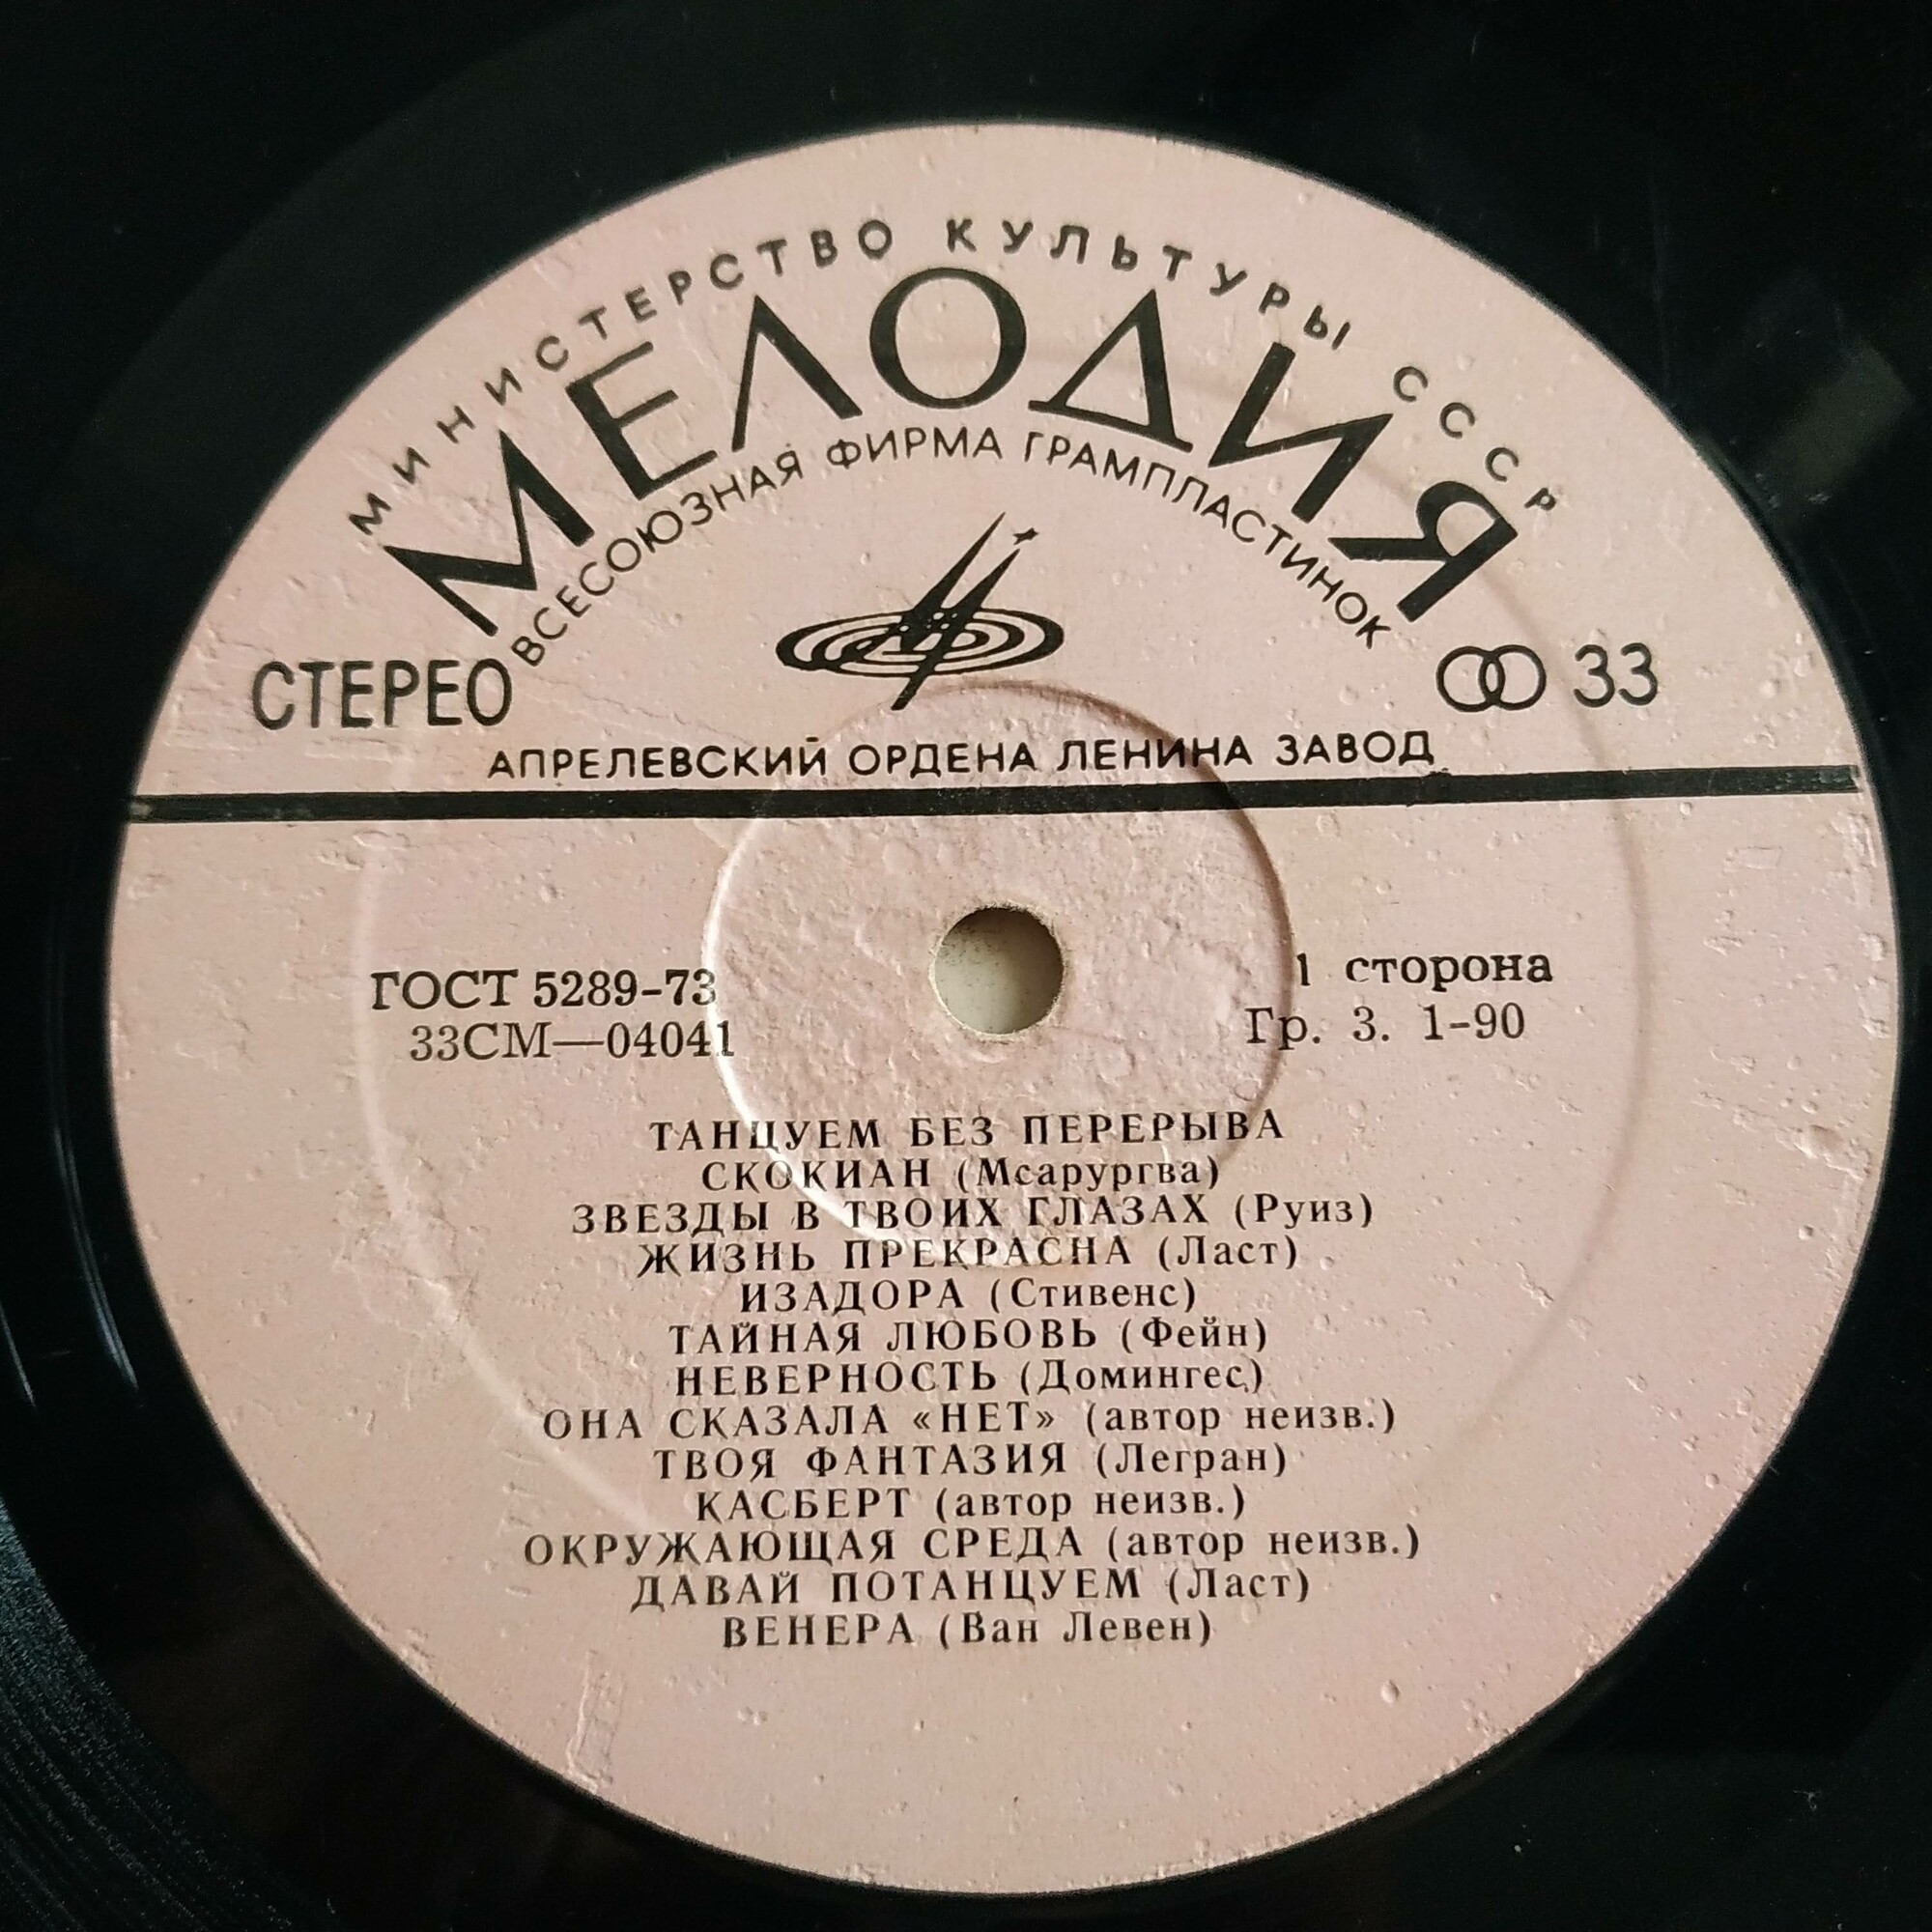 МИНИСТЕРСТВО КУЛЬТУРЫ СССР
МЕЛОДИЯ
ВСЕСОЮЗНАЯ ФИРМА ГРАМПЛАСТИНОК
СТЕРЕО
33
АПРЕЛЕВСКИЙ ОРДЕНА ЛЕНИНА ЗАВОД
ГОСТ 5289-73
33СМ—04041
1 сторона
Гр. 3. 1-90
ТАНЦУЕМ БЕЗ ПЕРЕРЫВА
СКОКИАН (Мсарургва)
ЗВЕЗДЫ В ТВОИХ ГЛАЗАХ (Руиз)
ЖИЗНЬ ПРЕКРАСНА (Ласт)
ИЗАДОРА (Стивенс)
ТАЙНАЯ ЛЮБОВЬ (Фейн)
НЕВЕРНОСТЬ (Домингес)
ОНА СКАЗАЛА «НЕТ» (автор неизв.)
ТВОЯ ФАНТАЗИЯ (Легран)
КАСБЕРТ (автор неизв.)
ОКРУЖАЮЩАЯ СРЕДА (автор неизв.)
ДАВАЙ ПОТАНЦУЕМ (Ласт)
ВЕНЕРА (Ван Левен)